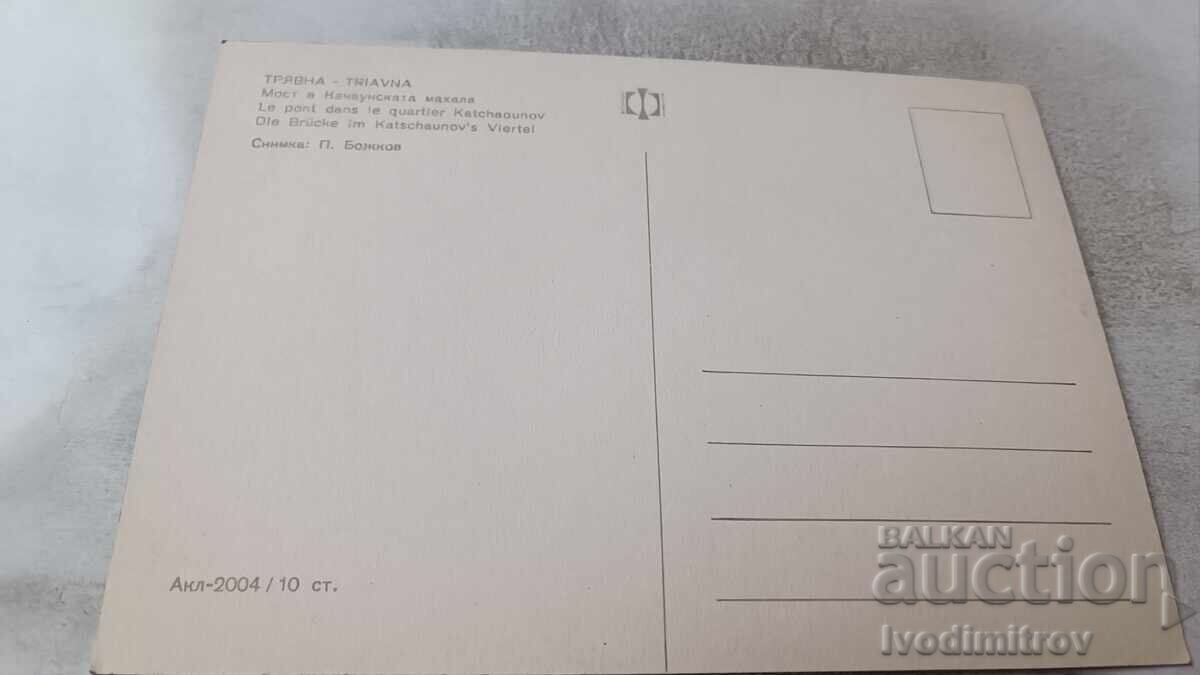 ТРЯВНА - TRIAVNA
Мост в Качаунската махала
Le pont dans le quartier Katchaounov
Die Brücke im Katschaunov's Viertel
Снимка: П. Божков
Акл-2004 / 10 ст.
BALKAN
auction
Ivodimitrov